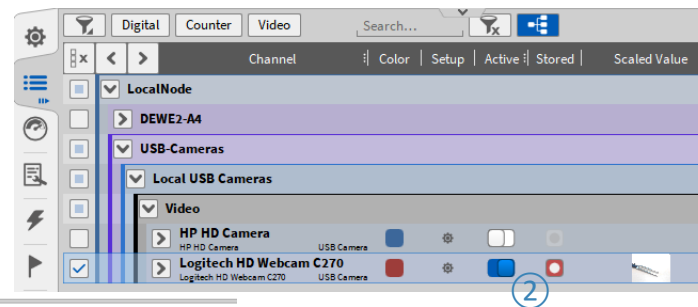 Digital Counter Video Search...
Channel Color Setup Active Stored Scaled Value
LocalNode
DEWE2-A4
USB-Cameras
Local USB Cameras
Video
HP HD Camera
HP HD Camera USB Camera
Logitech HD Webcam C270
Logitech HD Webcam C270 USB Camera
2